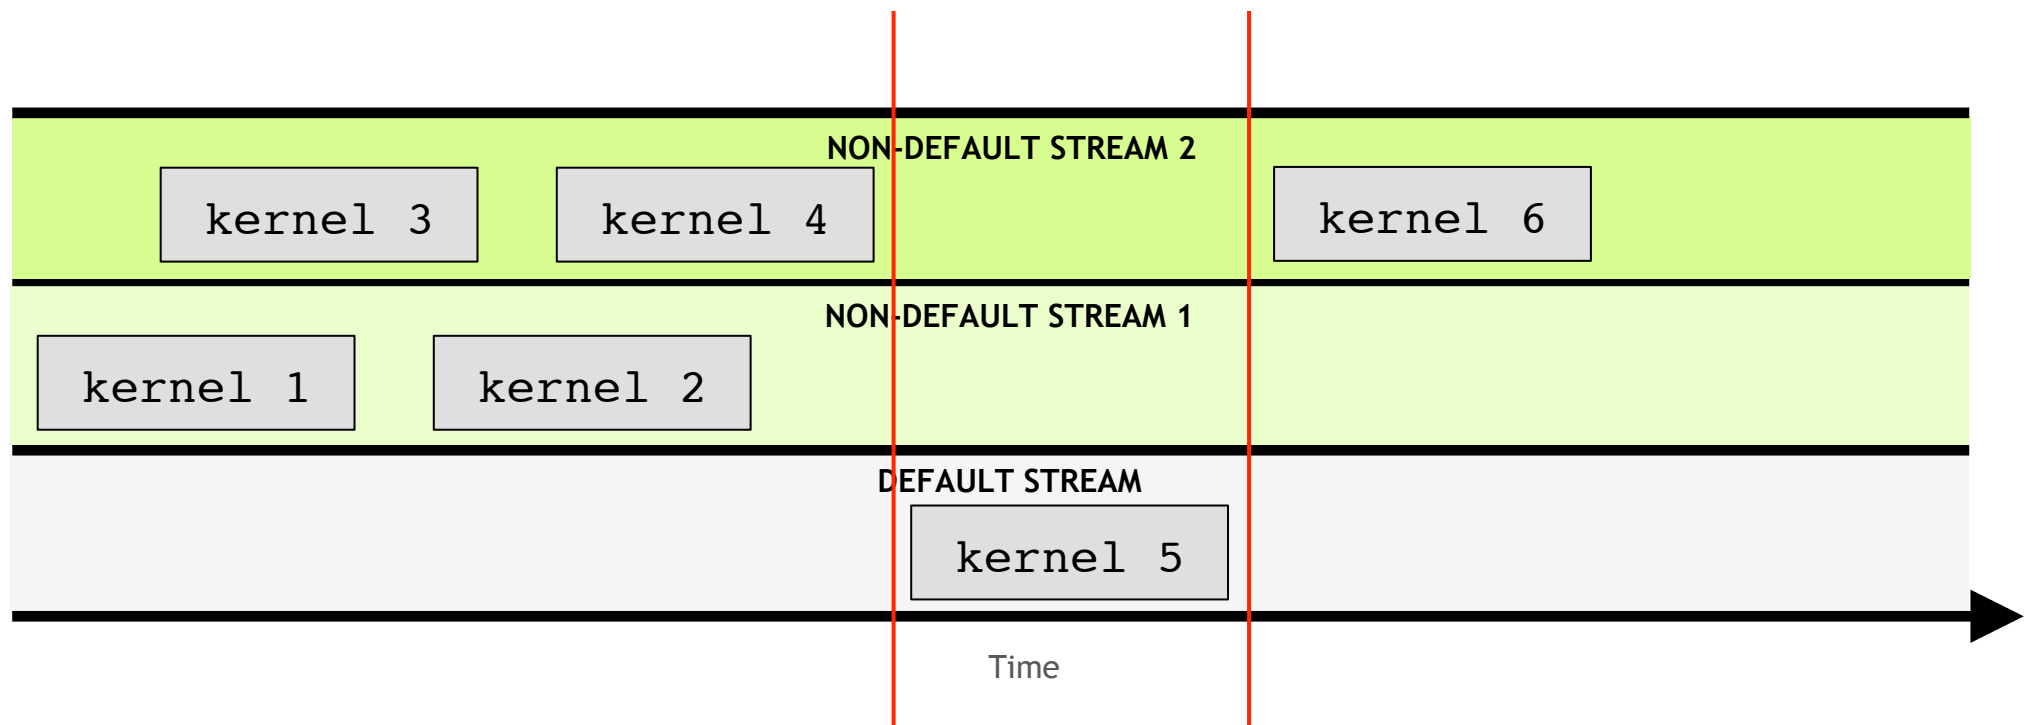 NON-DEFAULT STREAM 2
kernel 3
kernel 4
kernel 6
NON-DEFAULT STREAM 1
kernel 1
kernel 2
DEFAULT STREAM
kernel 5
Time